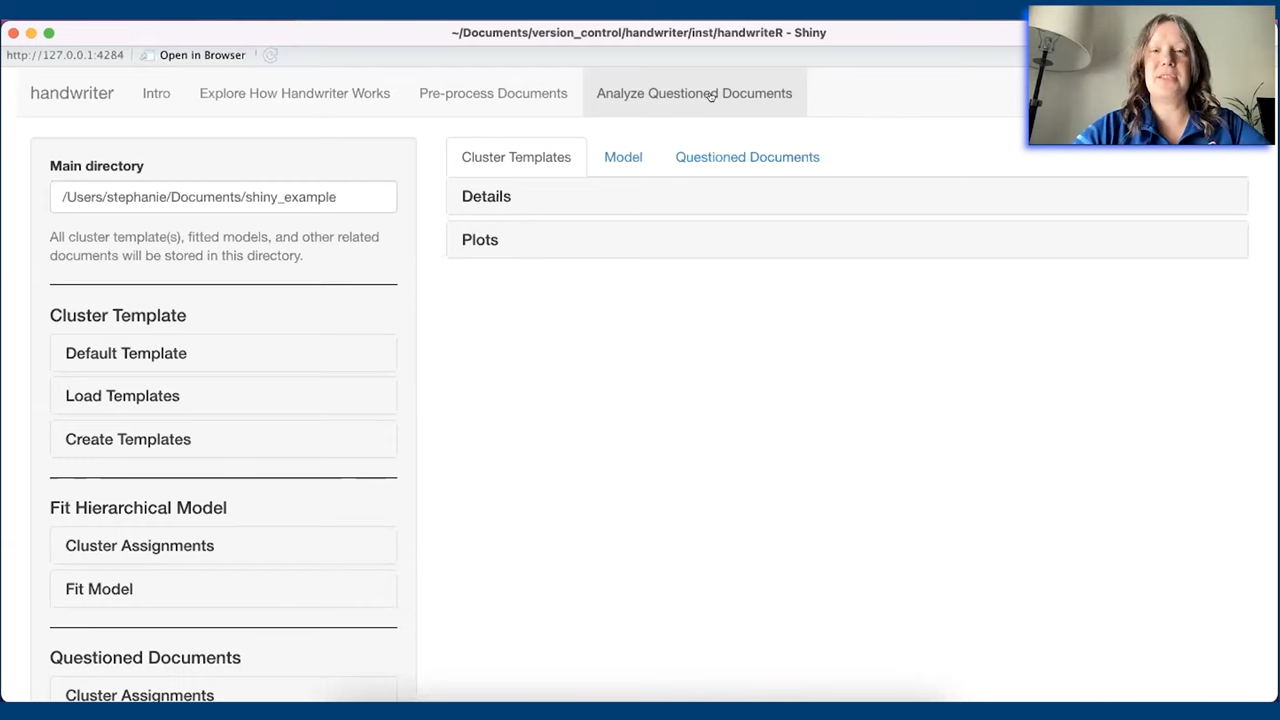 ~/Documents/version_control/handwriter/inst/handwriteR - Shiny
http://127.0.0.1:4284 Open in Browser
handwriter Intro Explore How Handwriter Works Pre-process Documents Analyze Questioned Documents
Main directory
/Users/stephanie/Documents/shiny_example
All cluster template(s), fitted models, and other related
documents will be stored in this directory.
Cluster Template
Default Template
Load Templates
Create Templates
Fit Hierarchical Model
Cluster Assignments
Fit Model
Questioned Documents
Cluster Assignments
Cluster Templates Model Questioned Documents
Details
Plots